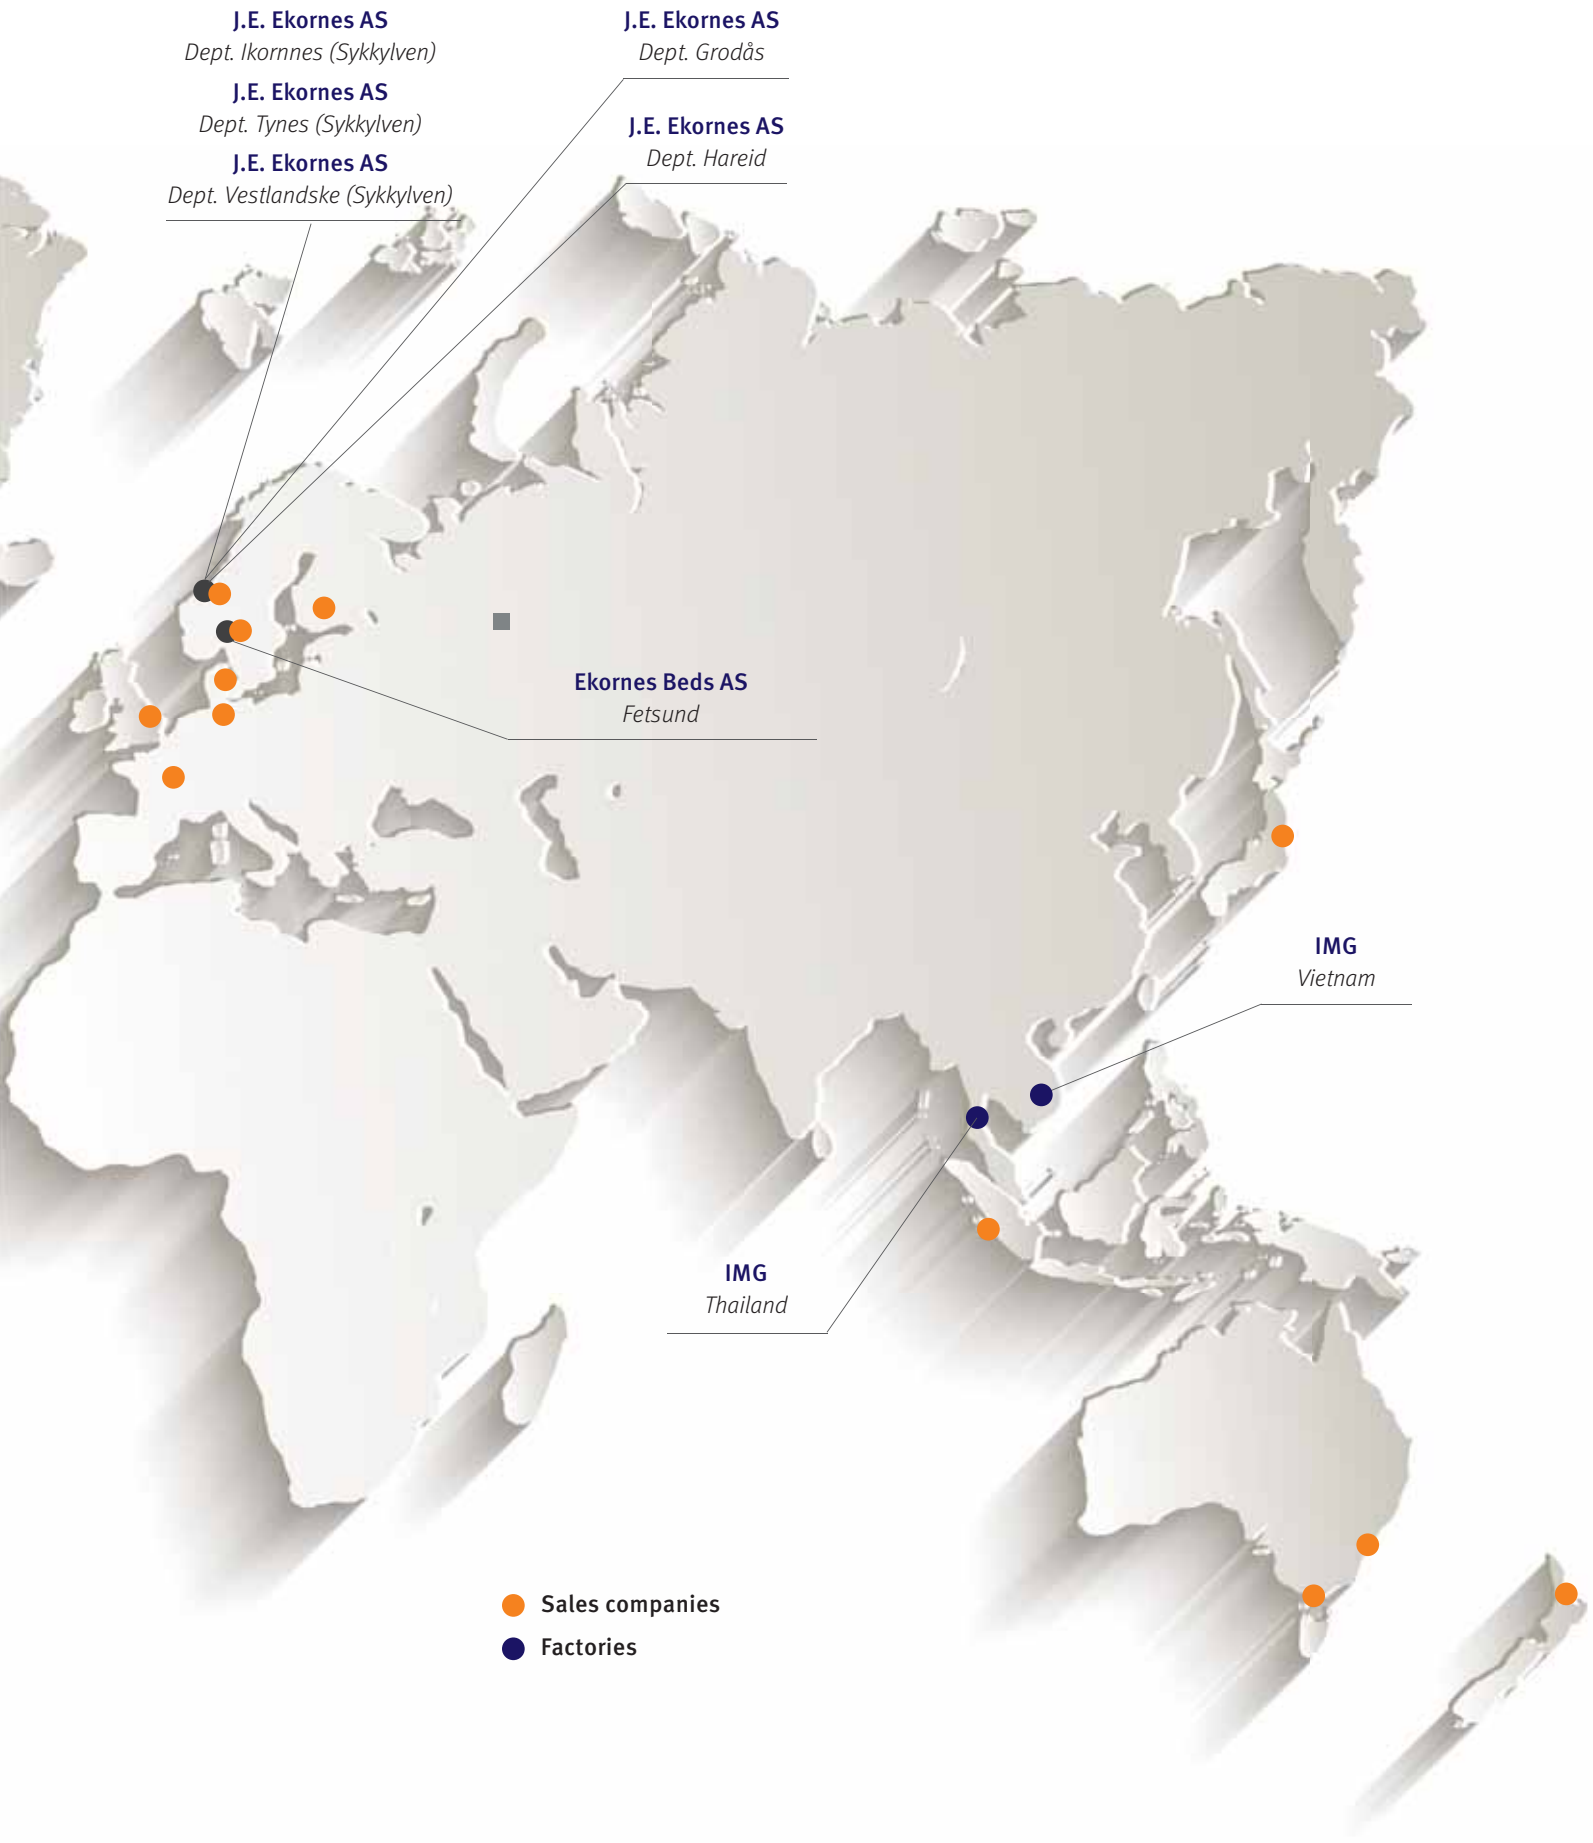 J.E. Ekornes AS
Dept. Ikornnes (Sykkylven)
J.E. Ekornes AS
Dept. Tynes (Sykkylven)
J.E. Ekornes AS
Dept. Vestlandske (Sykkylven)
J.E. Ekornes AS
Dept. Grodås
J.E. Ekornes AS
Dept. Hareid
Ekornes Beds AS
Fetsund
IMG
Vietnam
IMG
Thailand
Sales companies
Factories